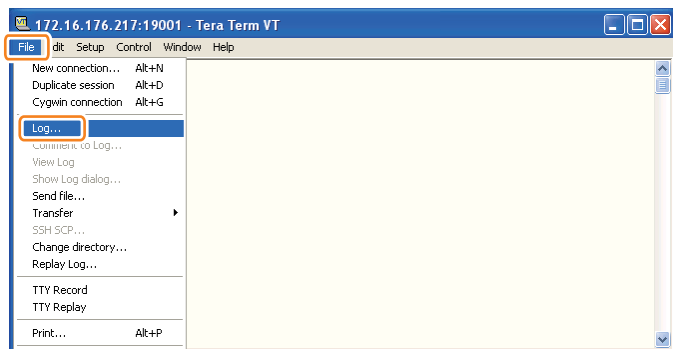 172.16.176.217:19001 - Tera Term VT
File dit Setup Control Window Help
New connection... Alt+N
Duplicate session Alt+D
Cygwin connection Alt+G
Log...
Comment to Log...
View Log
Show Log dialog...
Send file...
Transfer
SSH SCP...
Change directory...
Replay Log...
TTY Record
TTY Replay
Print... Alt+P